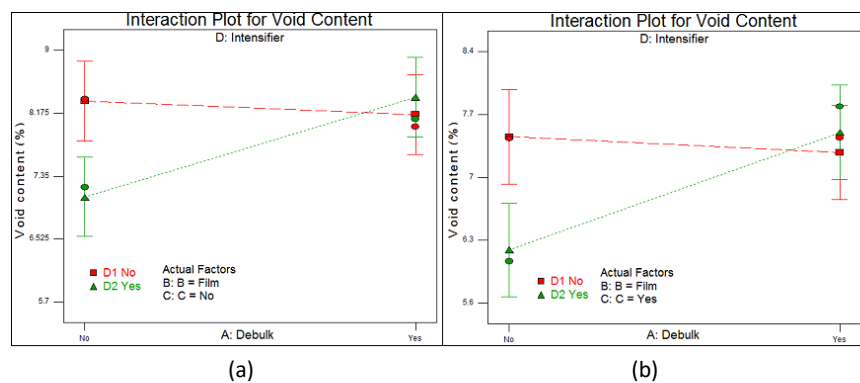 Interaction Plot for Void Content
D: Intensifier
Void content (%)
9
8.175
7.35
6.525
5.7
D1 No
D2 Yes
Actual Factors
B: B = Film
C: C = No
No
Yes
A: Debulk
(a)
Interaction Plot for Void Content
D: Intensifier
Void content (%)
8.4
7.7
7
6.3
5.6
D1 No
D2 Yes
Actual Factors
B: B = Film
C: C = Yes
No
Yes
A: Debulk
(b)